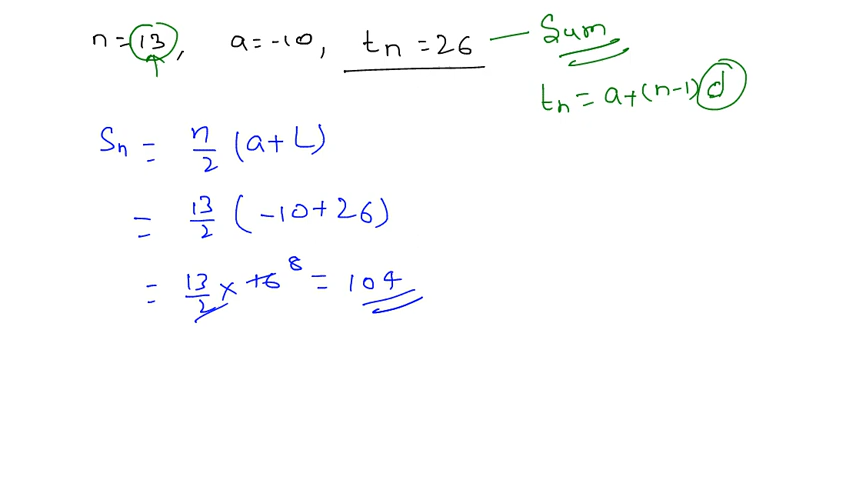 n = 13, a = -10, tn = 26 — Sum
tn = a + (n-1) d
Sn = n/2 (a + L)
= 13/2 (-10 + 26)
= 13/2 × 16 8 = 104